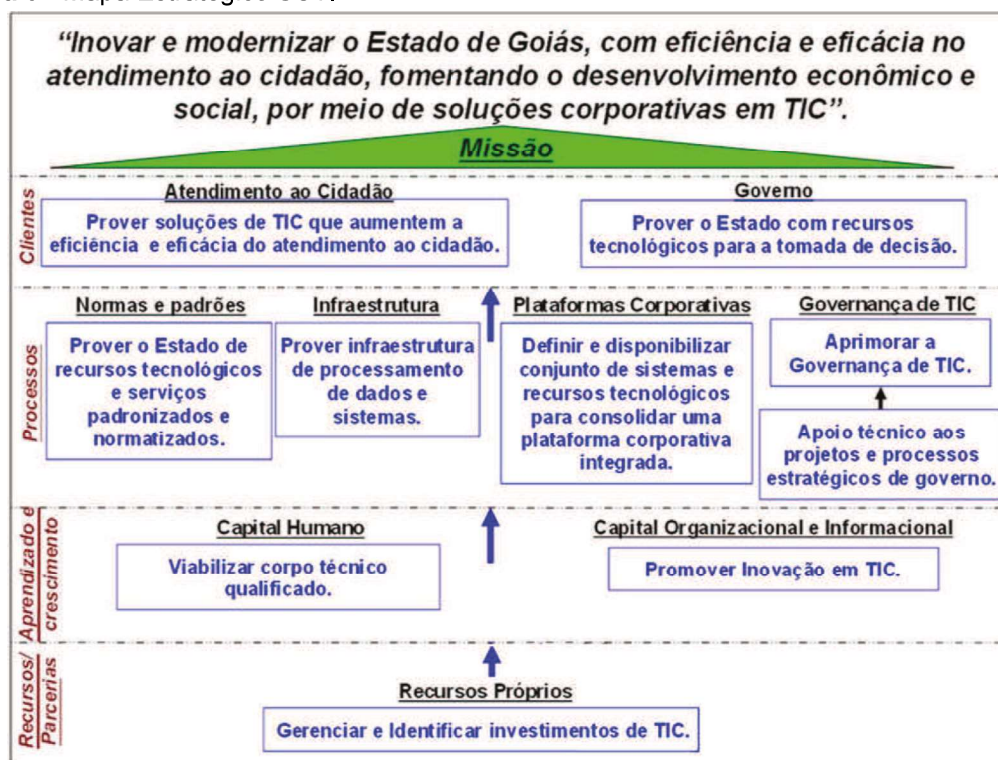 Mapa Estratégico
“Inovar e modernizar o Estado de Goiás, com eficiência e eficácia no
atendimento ao cidadão, fomentando o desenvolvimento econômico e
social, por meio de soluções corporativas em TIC”.
Missão
Clientes
Atendimento ao Cidadão
Prover soluções de TIC que aumentem a
eficiência e eficácia do atendimento ao cidadão.
Governo
Prover o Estado com recursos
tecnológicos para a tomada de decisão.
Processos
Normas e padrões
Prover o Estado de
recursos tecnológicos
e serviços
padronizados e
normatizados.
Infraestrutura
Prover infraestrutura
de processamento
de dados e
sistemas.
Plataformas Corporativas
Definir e disponibilizar
conjunto de sistemas e
recursos tecnológicos
para consolidar uma
plataforma corporativa
integrada.
Governança de TIC
Aprimorar a
Governança de TIC.
Apoio técnico aos
projetos e processos
estratégicos de governo.
Aprendizado e
crescimento
Capital Humano
Viabilizar corpo técnico
qualificado.
Capital Organizacional e Informacional
Promover Inovação em TIC.
Recursos/
Parcerias
Recursos Próprios
Gerenciar e Identificar investimentos de TIC.